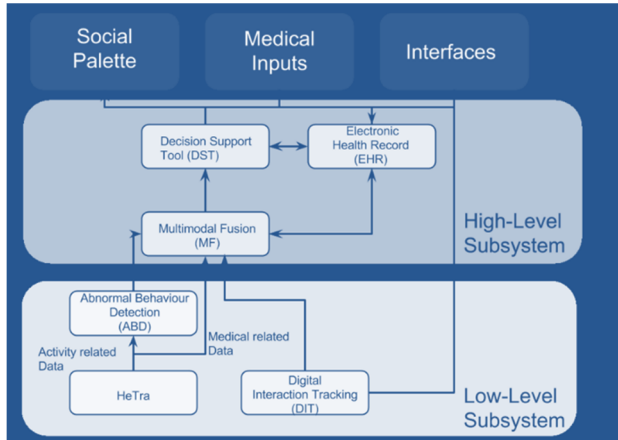 Social
Palette
Medical
Inputs
Interfaces
Decision Support
Tool (DST)
Electronic
Health Record
(EHR)
Multimodal Fusion
(MF)
High-Level
Subsystem
Abnormal Behaviour
Detection
(ABD)
Activity related
Data
Medical related
Data
HeTra
Digital
Interaction Tracking
(DIT)
Low-Level
Subsystem